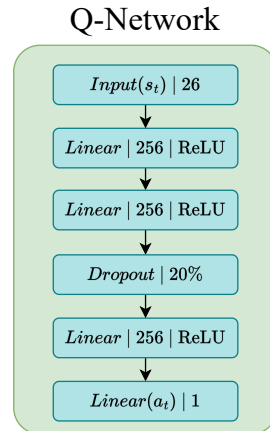 Q-Network
Input(s_t) | 26
Linear | 256 | ReLU
Linear | 256 | ReLU
Dropout | 20%
Linear | 256 | ReLU
Linear(a_t) | 1